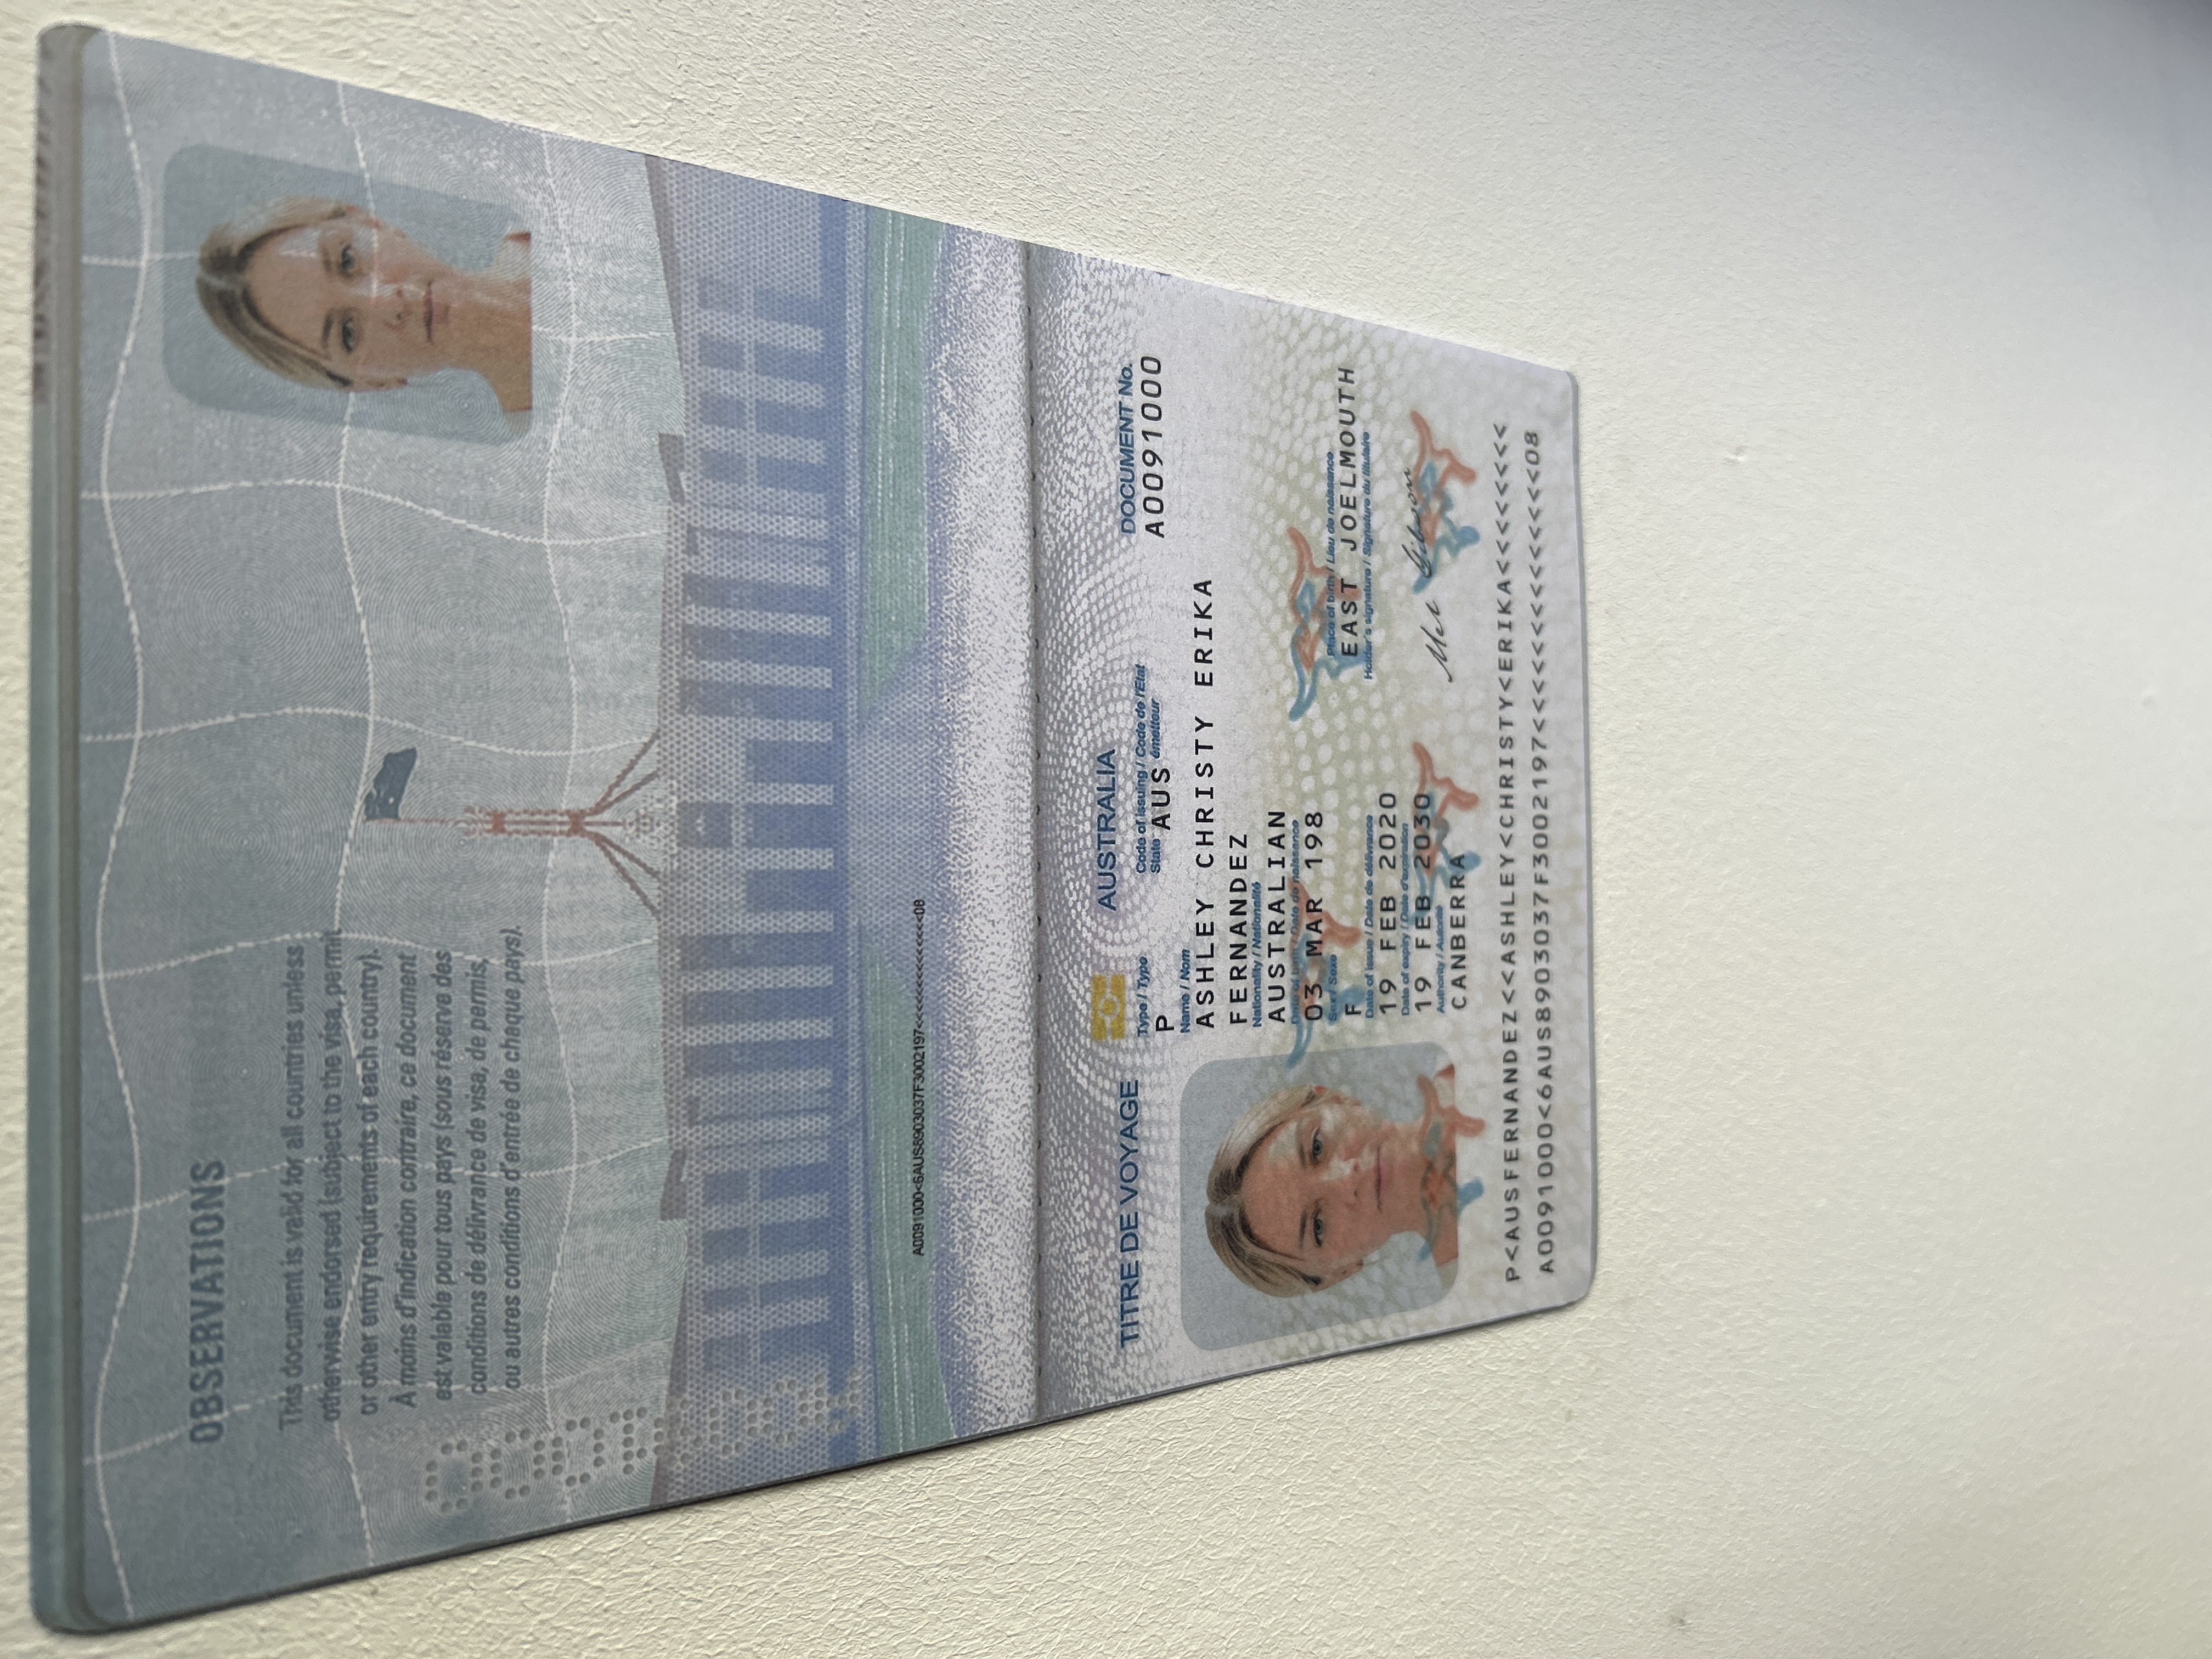 OBSERVATIONS
This document is valid for all countries unless
otherwise endorsed (subject to the visa, permit
or other entry requirements of each country).
À moins d'indication contraire, ce document
est valable pour tous pays (sous réserve des
conditions de délivrance de visa, de permis,
ou autres conditions d'entrée de chaque pays).
A0091000<6AUS8903037F3002197<<<<<<<<<<<<<<08
TITRE DE VOYAGE
AUSTRALIA
DOCUMENT No.
A0091000
Type / Type
P
Code of issuing / Code de l'Etat
State AUS émetteur
Name / Nom
ASHLEY CHRISTY ERIKA
FERNANDEZ
Nationality / Nationalité
AUSTRALIAN
Date of birth / Date de naissance
03 MAR 198
Sex / Sexe
F
Place of birth / Lieu de naissance
EAST JOELMOUTH
Date of issue / Date de délivrance
19 FEB 2020
Holder's signature / Signature du titulaire
Date of expiry / Date d'expiration
19 FEB 2030
Mel Gibson
Authority / Autorité
CANBERRA
P<AUSFERNANDEZ<<ASHLEY<CHRISTY<ERIKA<<<<<<<<
A0091000<6AUS8903037F3002197<<<<<<<<<<<<<<08